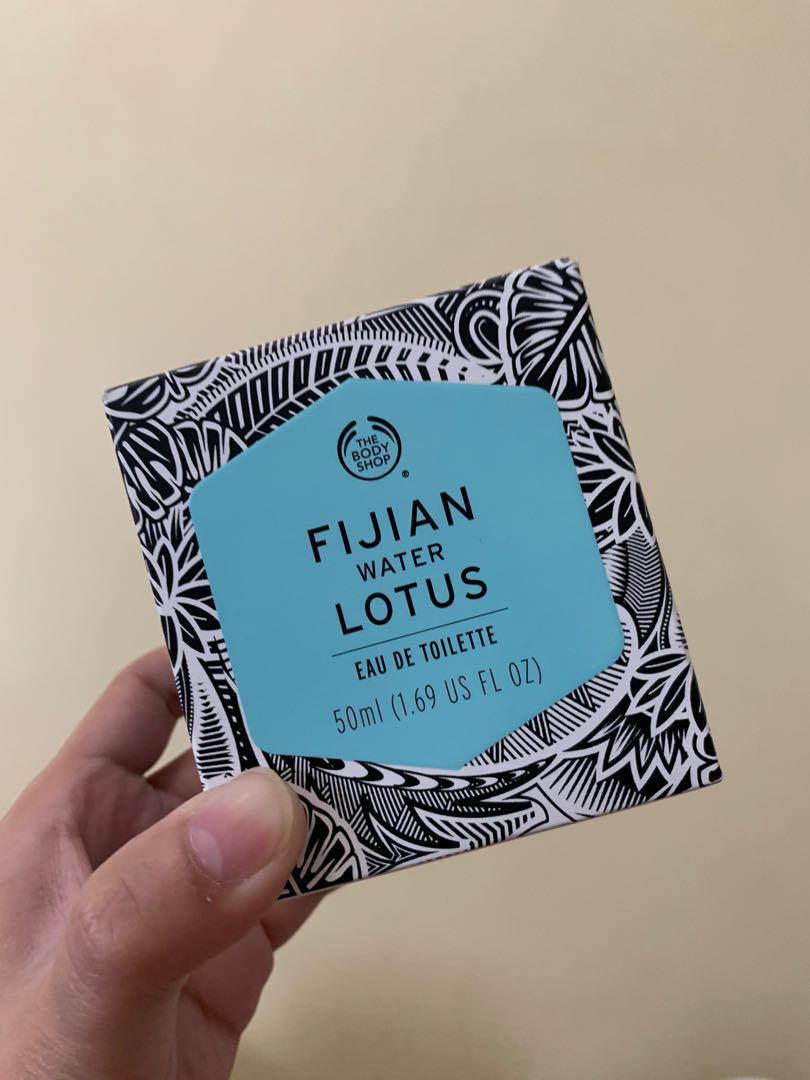 THE
BODY
SHOP
®
FIJIAN
WATER
LOTUS
EAU DE TOILETTE
50ml (1.69 US FL OZ)